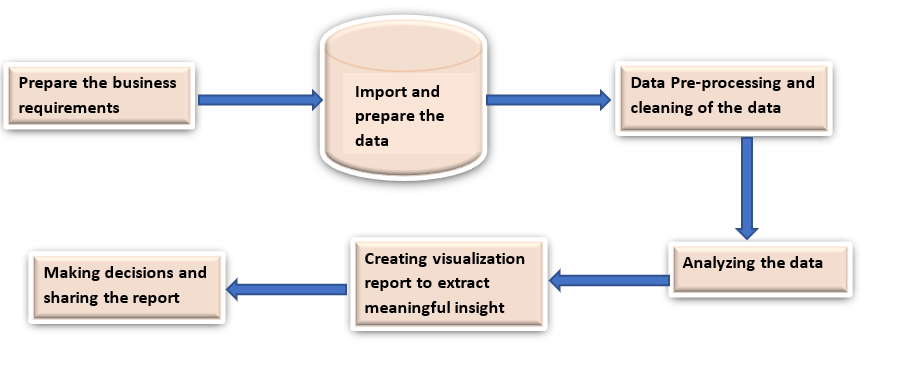 Prepare the business
requirements
Import and
prepare the
data
Data Pre-processing and
cleaning of the data
Analyzing the data
Creating visualization
report to extract
meaningful insight
Making decisions and
sharing the report